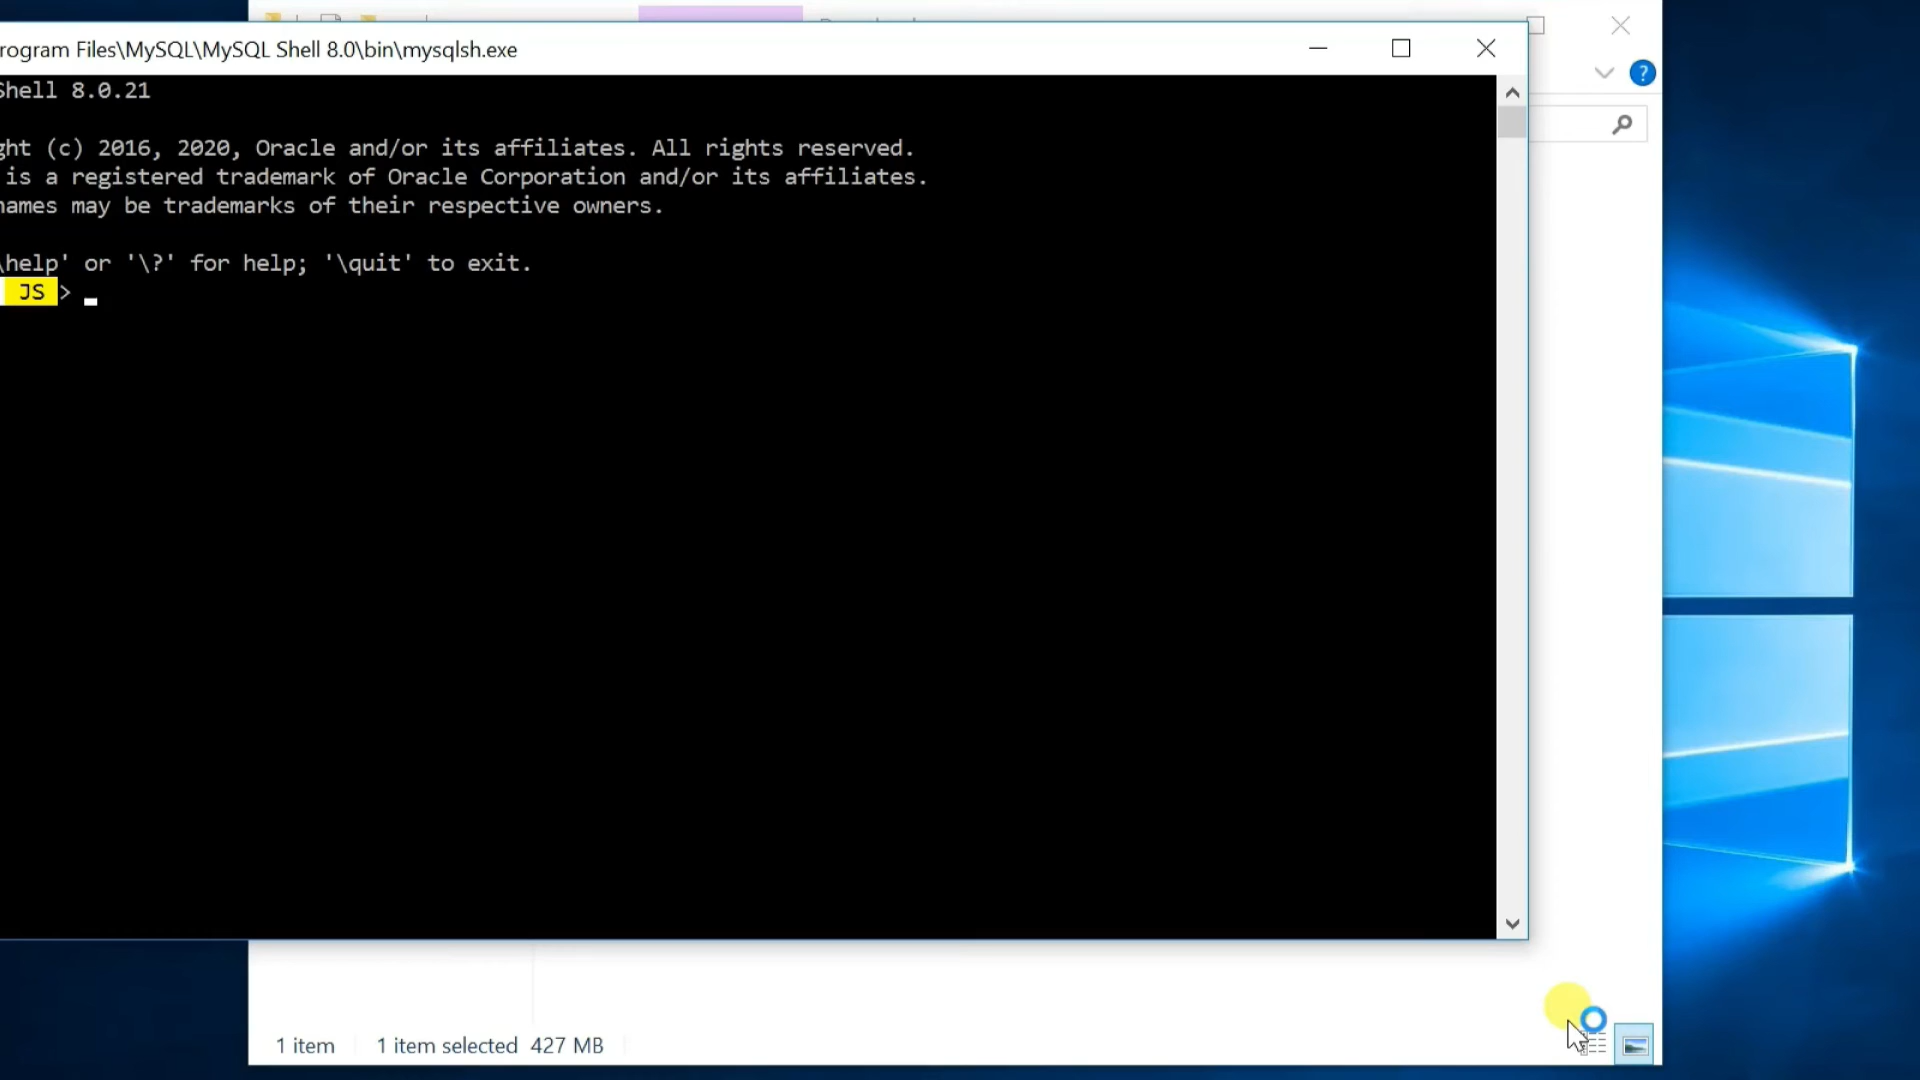 rogram Files\MySQL\MySQL Shell 8.0\bin\mysqlsh.exe
Shell 8.0.21
ght (c) 2016, 2020, Oracle and/or its affiliates. All rights reserved.
is a registered trademark of Oracle Corporation and/or its affiliates.
names may be trademarks of their respective owners.
\help' or '\?' for help; '\quit' to exit.
JS >
1 item 1 item selected 427 MB